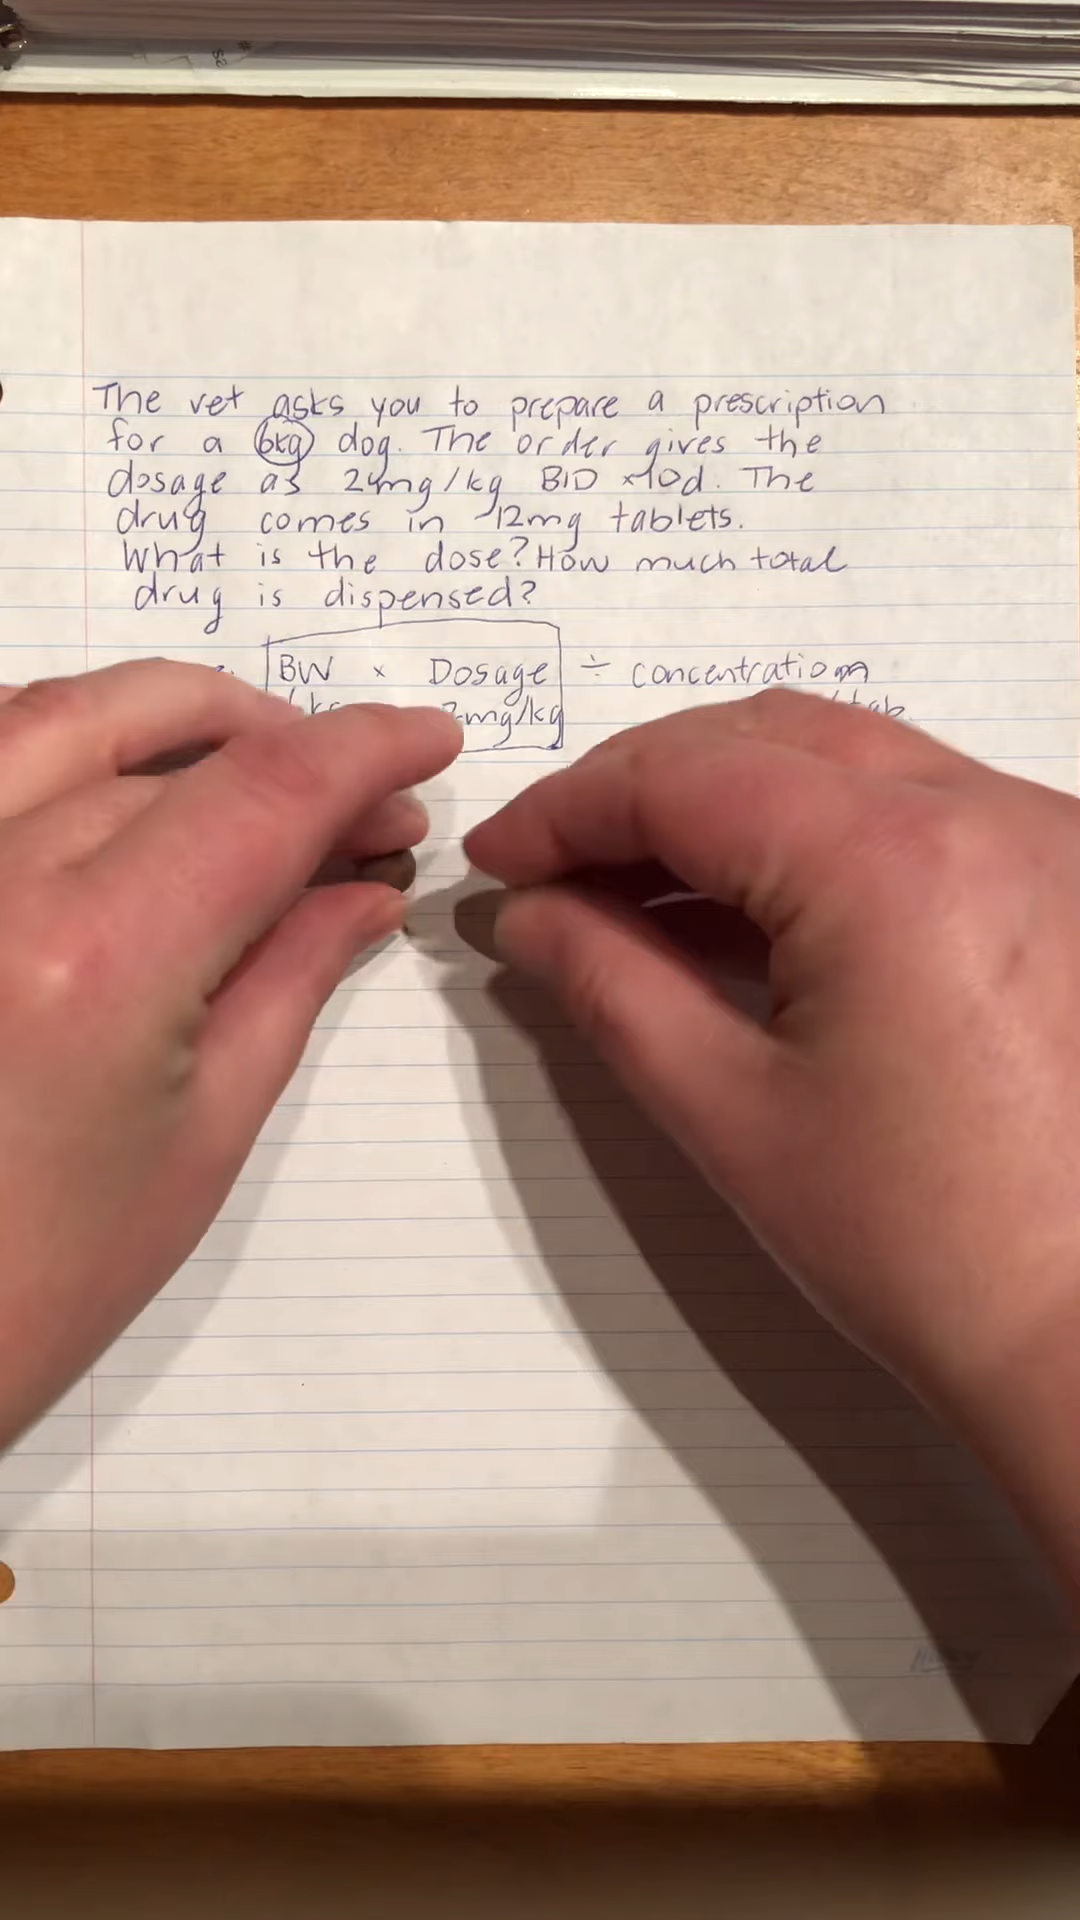 The vet asks you to prepare a prescription
for a 6kg dog. The order gives the
dosage as 2mg/kg BID x10d. The
drug comes in 12mg tablets.
What is the dose? How much total
drug is dispensed?
BW x Dosage ÷ concentration
mg/kg